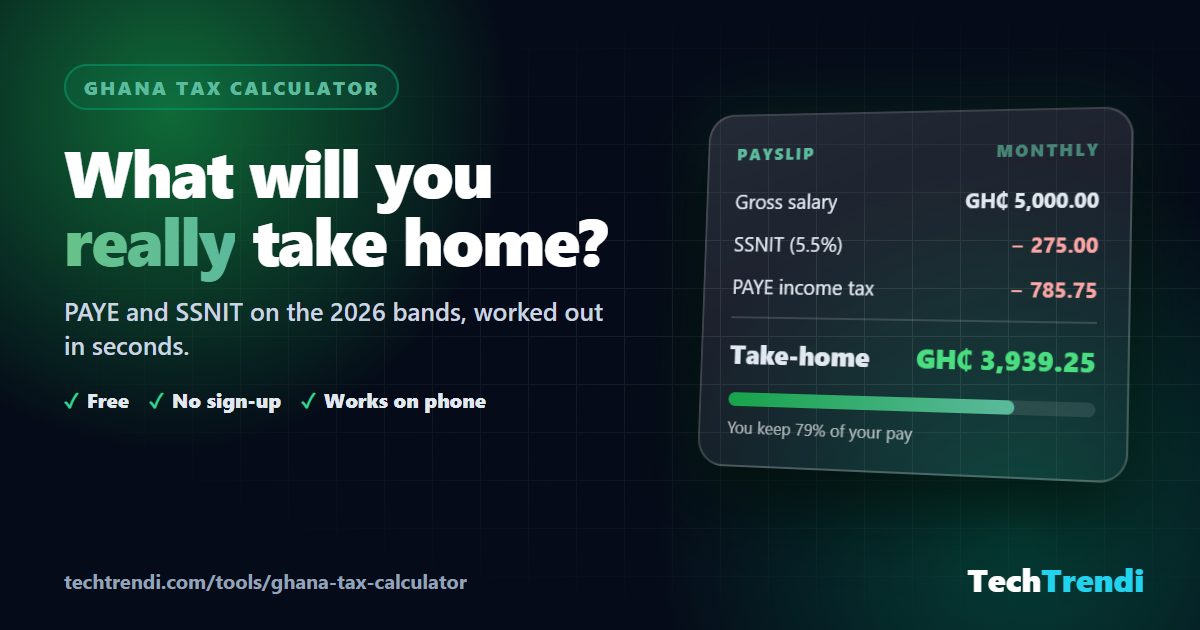 GHANA TAX CALCULATOR
What will you
really take home?
PAYE and SSNIT on the 2026 bands, worked out
in seconds.
✓ Free ✓ No sign-up ✓ Works on phone
PAYSLIP MONTHLY
Gross salary GH₵ 5,000.00
SSNIT (5.5%) − 275.00
PAYE income tax − 785.75
Take-home GH₵ 3,939.25
You keep 79% of your pay
techtrendi.com/tools/ghana-tax-calculator
TechTrendi